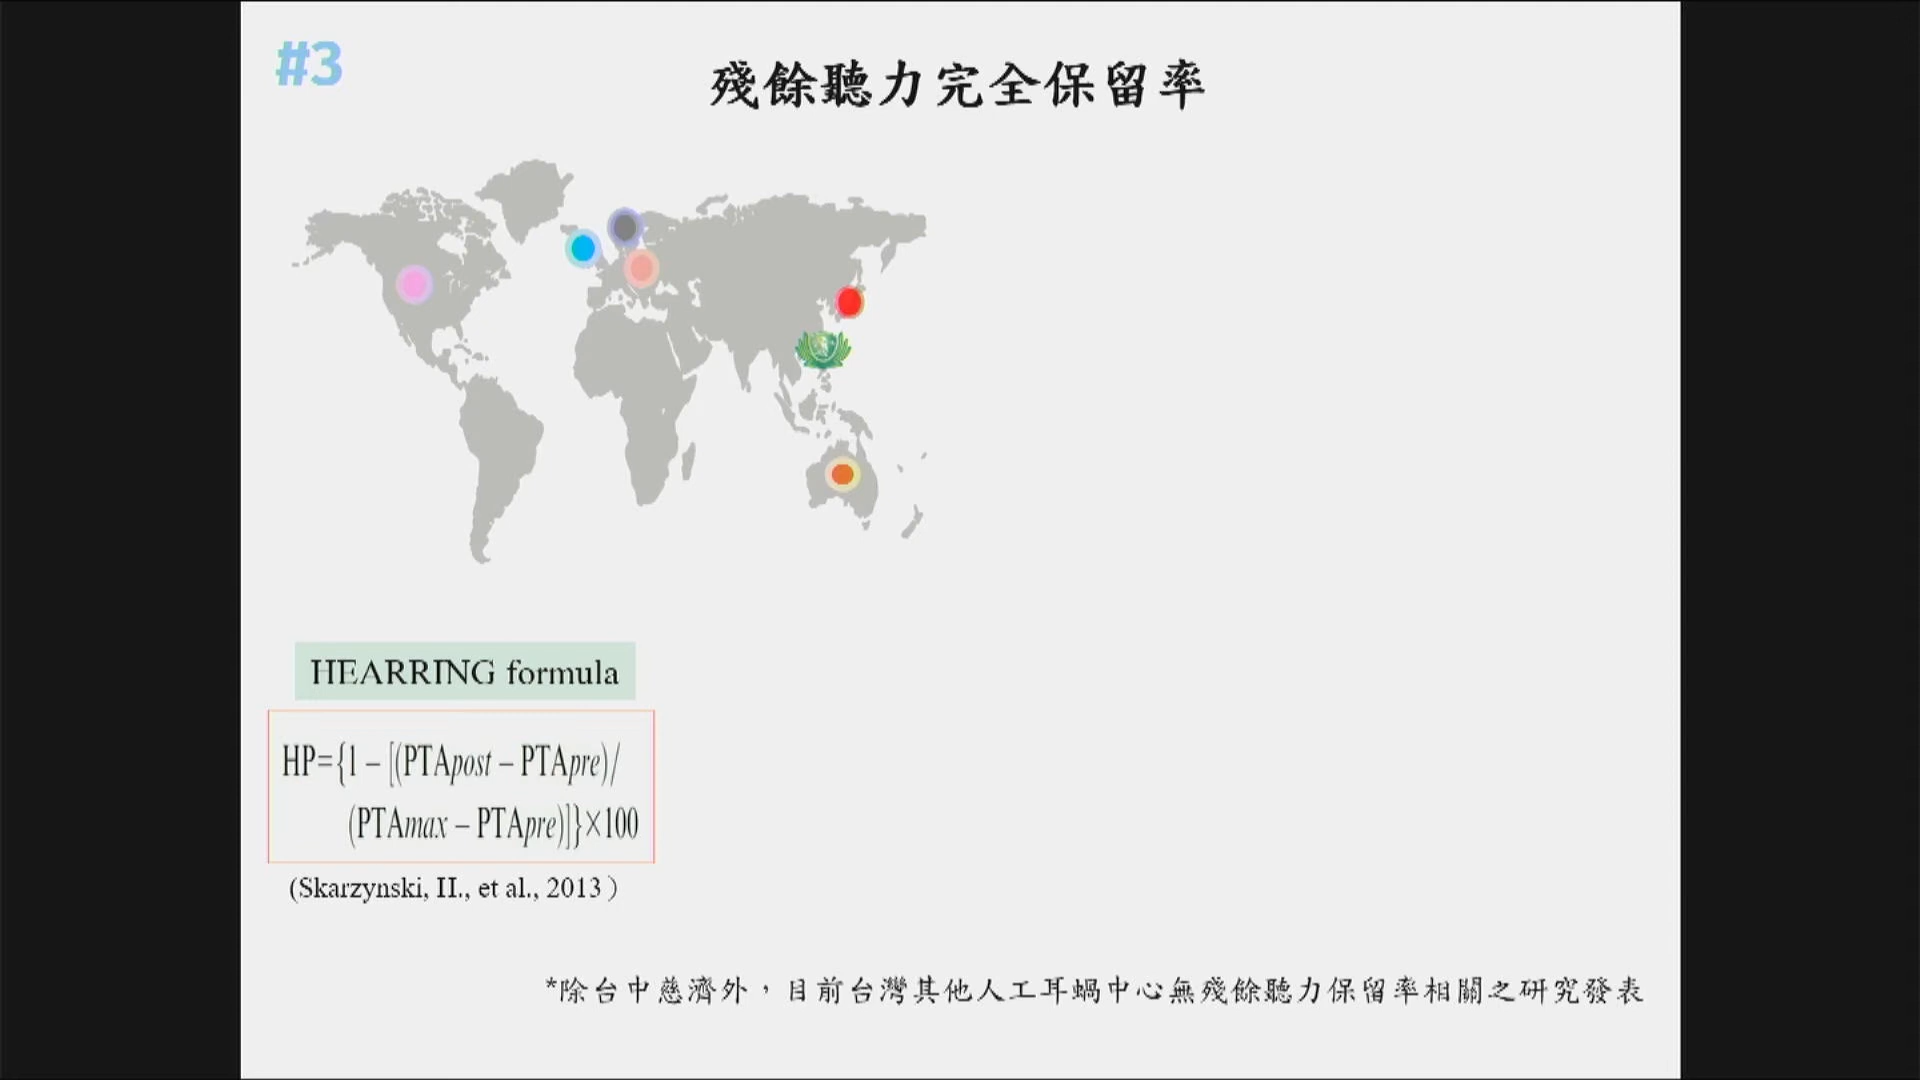 #3
殘餘聽力完全保留率
HEARRING formula
HP={1 – [(PTApost – PTApre)/
(PTAmax – PTApre)]}×100
(Skarzynski, II., et al., 2013）
*除台中慈濟外，目前台灣其他人工耳蝸中心無殘餘聽力保留率相關之研究發表